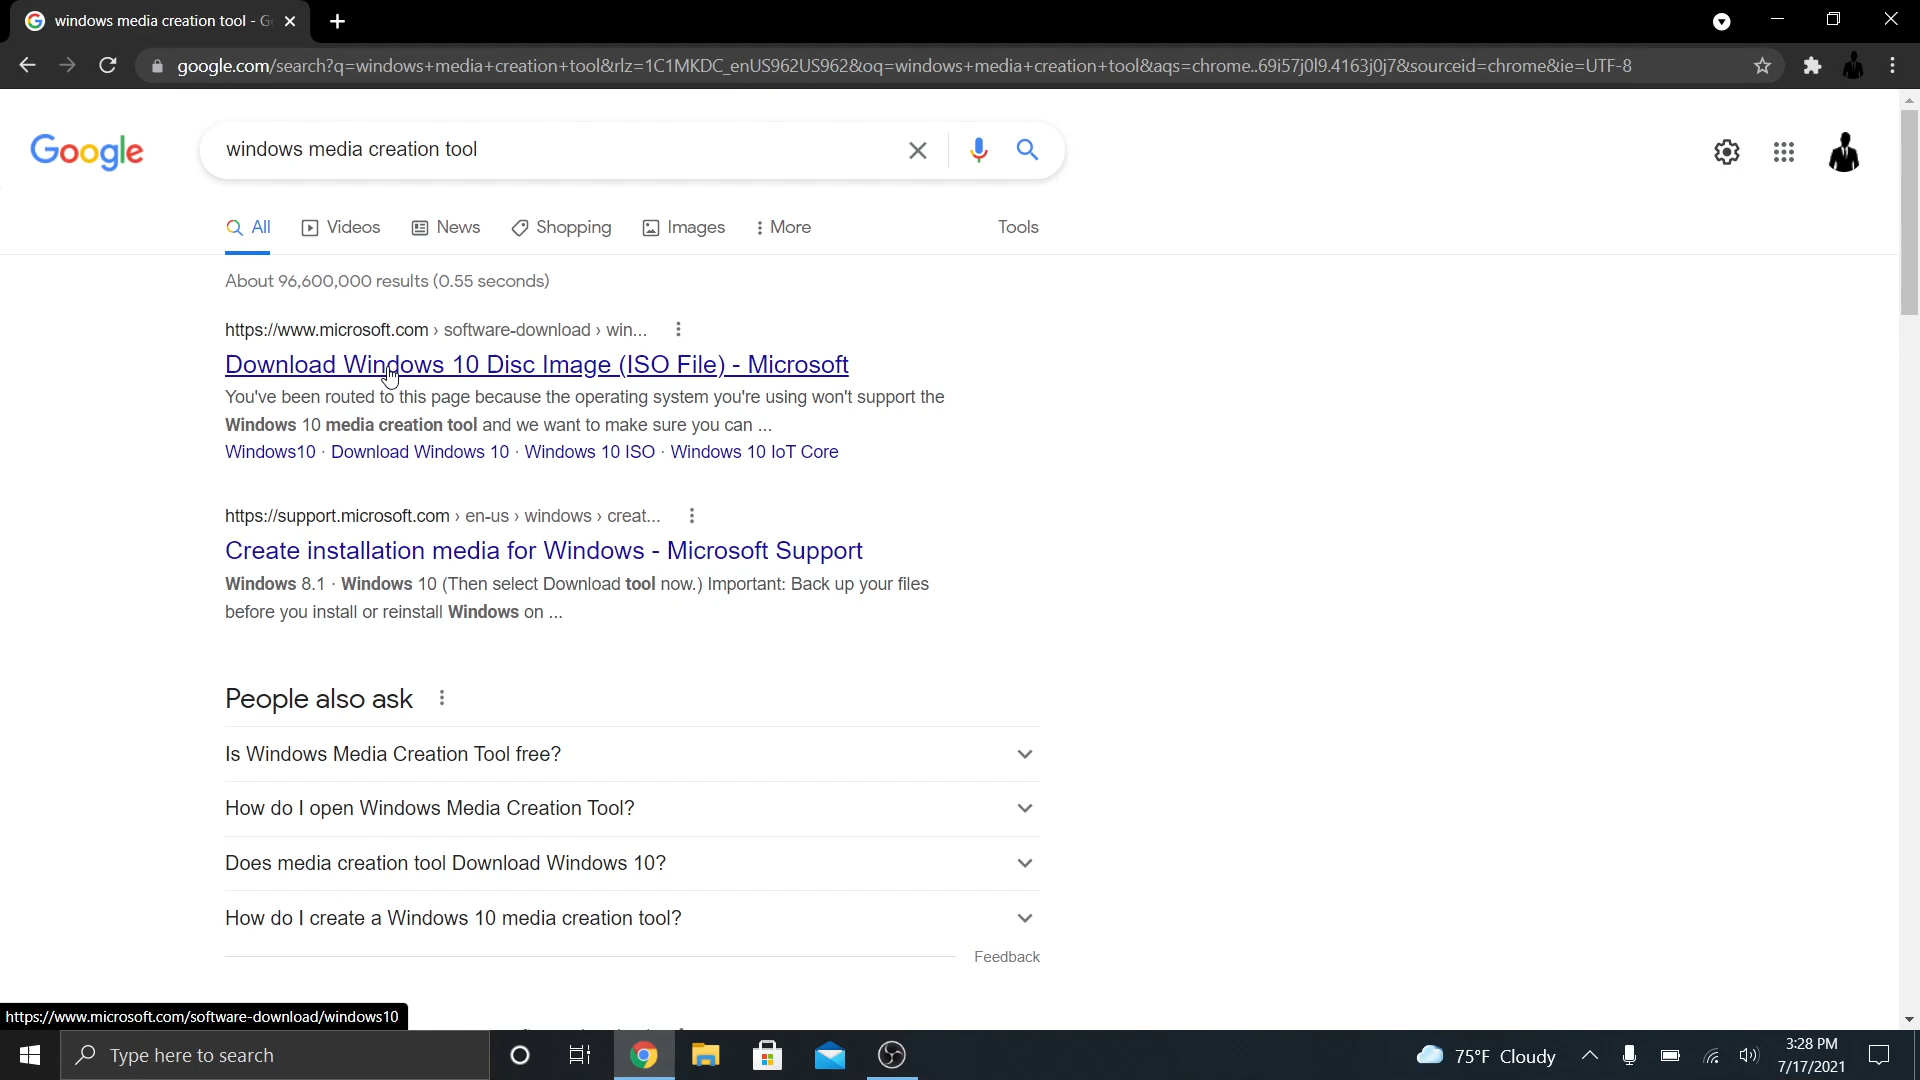 windows media creation tool - G
google.com/search?q=windows+media+creation+tool&rlz=1C1MKDC_enUS962US962&oq=windows+media+creation+tool&aqs=chrome..69i57j0l9.4163j0j7&sourceid=chrome&ie=UTF-8
Google
windows media creation tool
All Videos News Shopping Images More Tools
About 96,600,000 results (0.55 seconds)
https://www.microsoft.com › software-download › win...
Download Windows 10 Disc Image (ISO File) - Microsoft
You've been routed to this page because the operating system you're using won't support the
Windows 10 media creation tool and we want to make sure you can ...
Windows10 · Download Windows 10 · Windows 10 ISO · Windows 10 IoT Core
https://support.microsoft.com › en-us › windows › creat...
Create installation media for Windows - Microsoft Support
Windows 8.1 · Windows 10 (Then select Download tool now.) Important: Back up your files
before you install or reinstall Windows on ...
People also ask
Is Windows Media Creation Tool free?
How do I open Windows Media Creation Tool?
Does media creation tool Download Windows 10?
How do I create a Windows 10 media creation tool?
Feedback
https://www.microsoft.com/software-download/windows10
Type here to search
75°F Cloudy
3:28 PM
7/17/2021